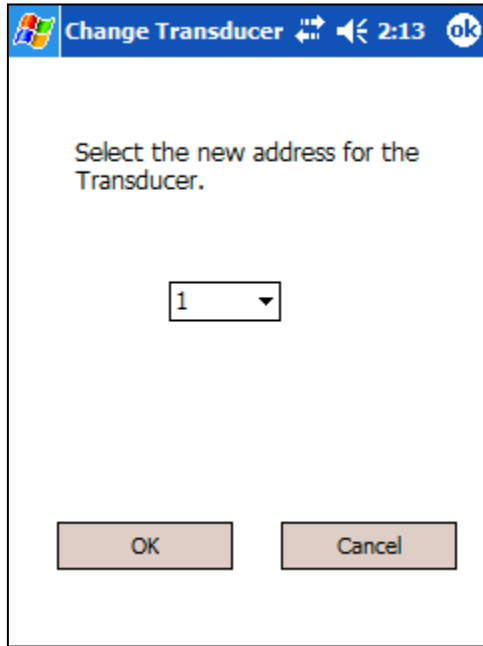 Change Transducer 2:13 ok
Select the new address for the
Transducer.
1
OK Cancel